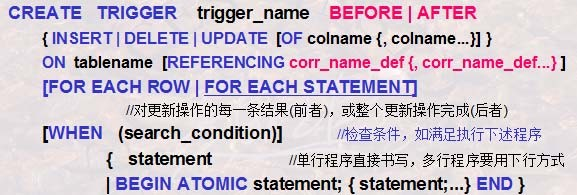 CREATE TRIGGER trigger_name BEFORE | AFTER
{ INSERT | DELETE | UPDATE [OF colname {, colname...}] }
ON tablename [REFERENCING corr_name_def {, corr_name_def...} ]
[FOR EACH ROW | FOR EACH STATEMENT]
//对更新操作的每一条结果(前者)，或整个更新操作完成(后者)
[WHEN (search_condition)] //检查条件，如满足执行下述程序
{ statement //单行程序直接书写，多行程序要用下行方式
| BEGIN ATOMIC statement; { statement;...} END }